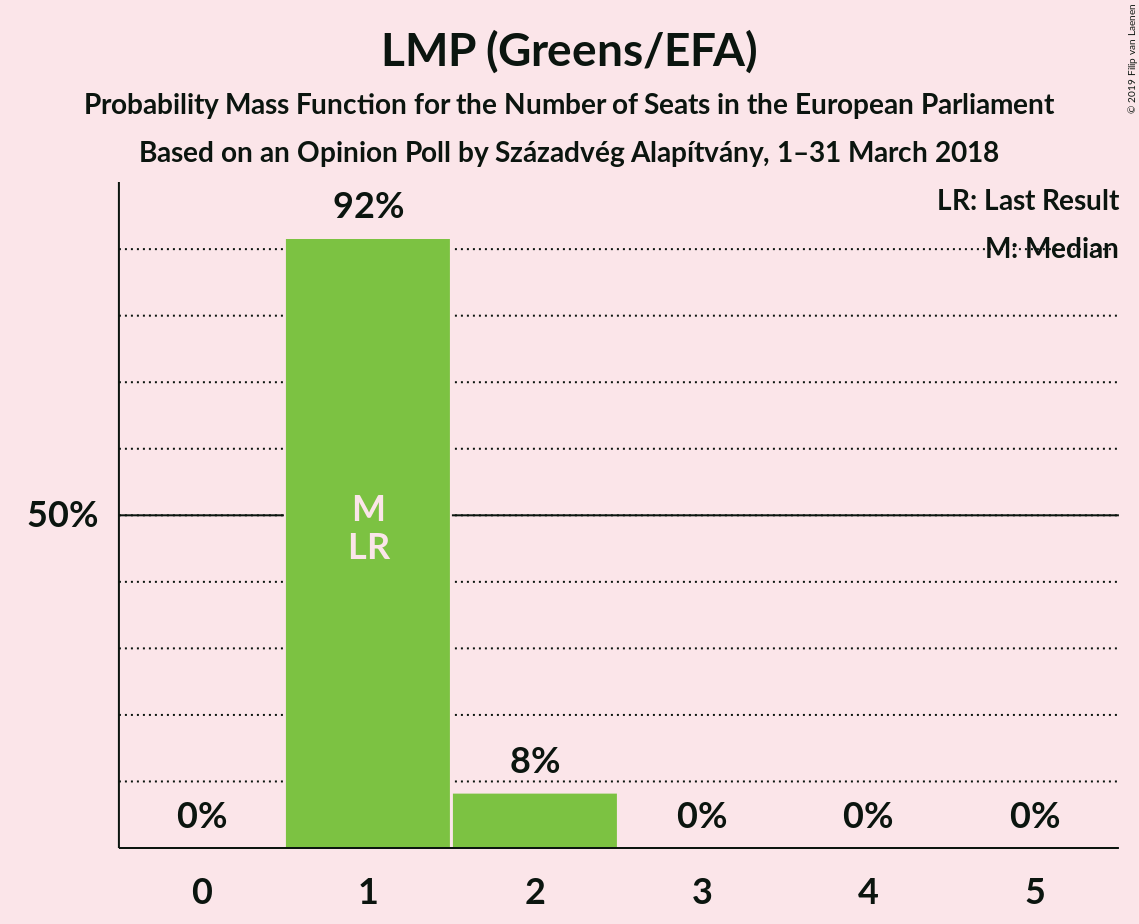 LMP (Greens/EFA)
Probability Mass Function for the Number of Seats in the European Parliament
Based on an Opinion Poll by Századvég Alapítvány, 1–31 March 2018
© 2019 Filip van Laenen
LR: Last Result
M: Median
92%
50%
M
LR
8%
0%
0%
0%
0%
0 1 2 3 4 5